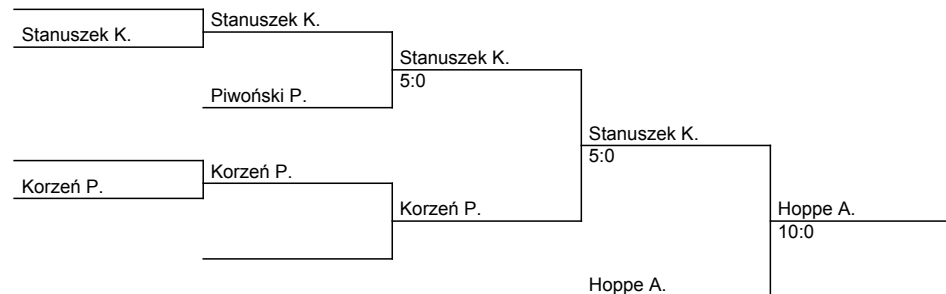 Stanuszek K.
Stanuszek K.
Stanuszek K.
5:0
Piwoński P.
Stanuszek K.
5:0
Korzeń P.
Korzeń P.
Korzeń P.
Hoppe A.
10:0
Hoppe A.